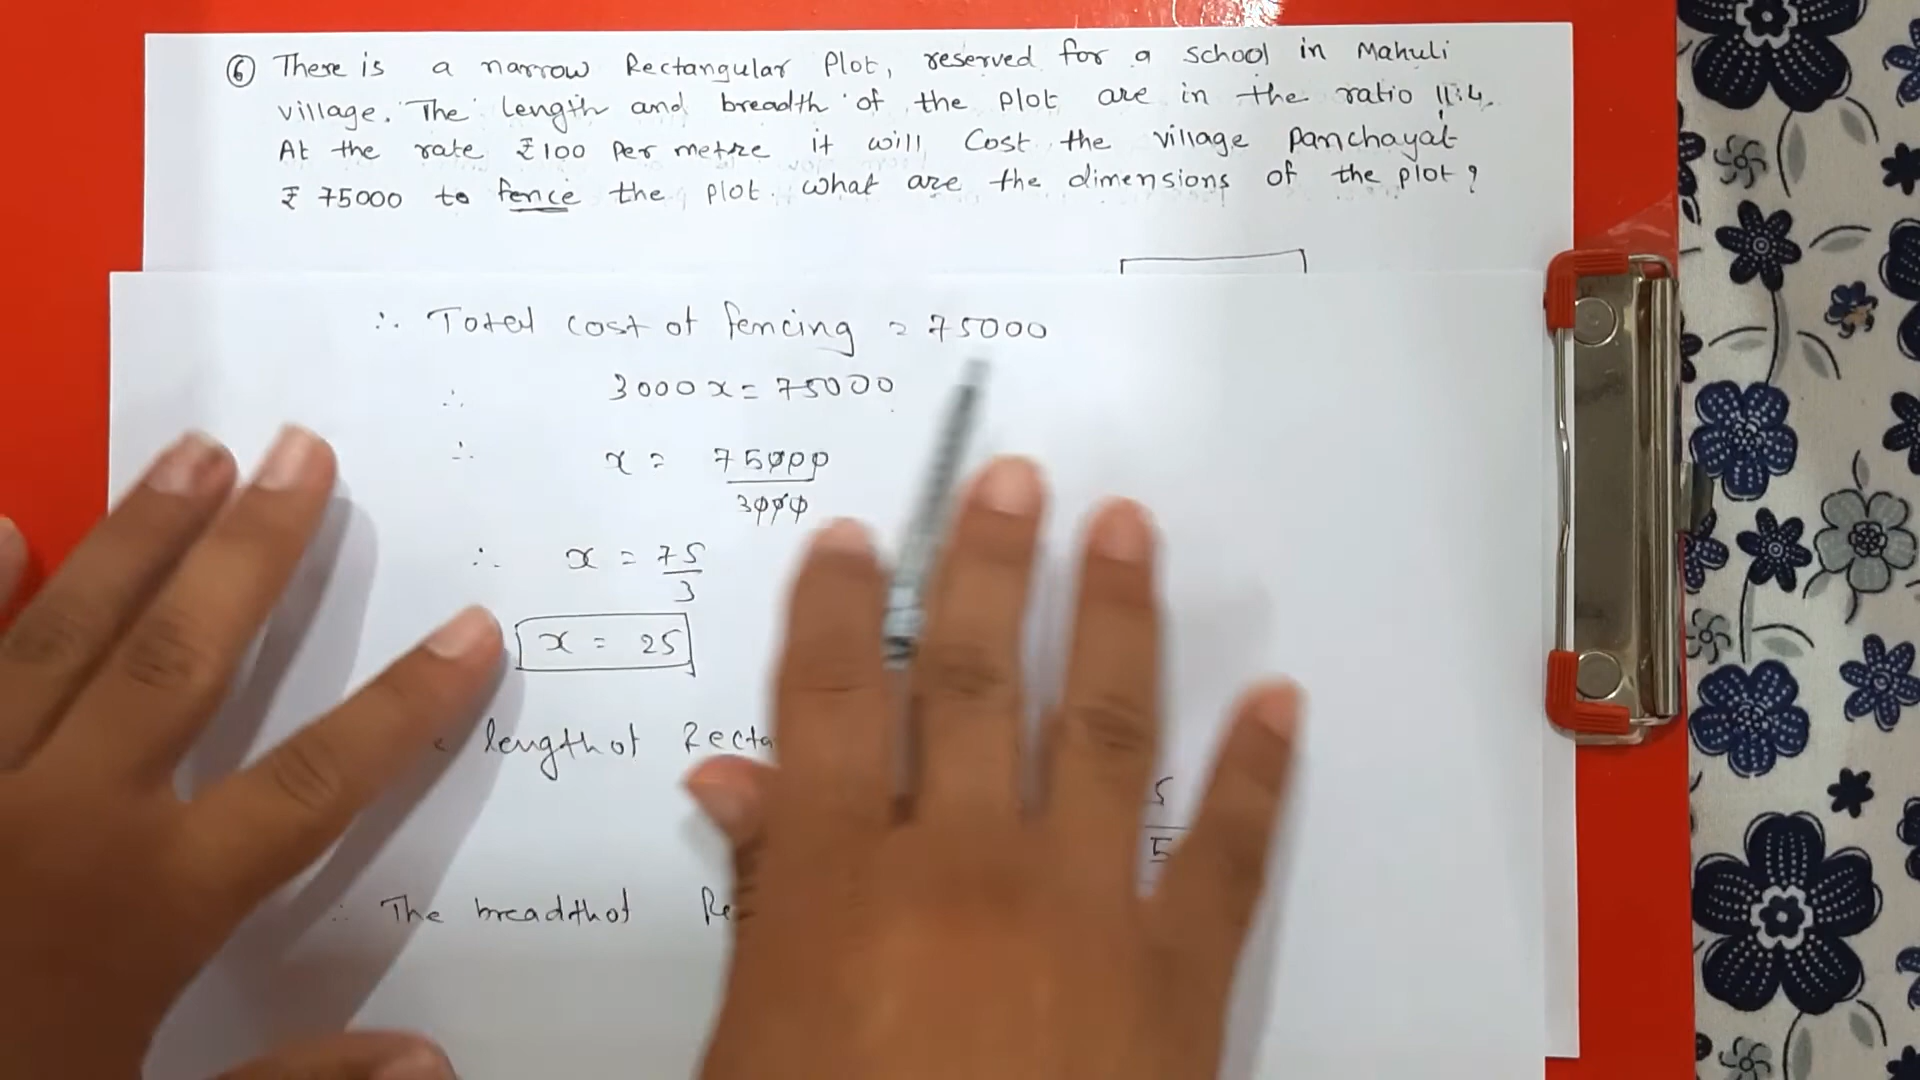 ⑥ There is a narrow Rectangular Plot, reserved for a school in Mahuli
village. The length and breadth of the plot are in the ratio 11:4.
At the rate ₹100 Per metre it will Cost the village Panchayat
₹ 75000 to fence the plot. what are the dimensions of the plot?
∴ Total cost of fencing = 75000
∴ 3000 x = 75000
∴ x = 75000
3000
∴ x = 75
3
x = 25
length of Recta
5
5
∴ The breadth of Re